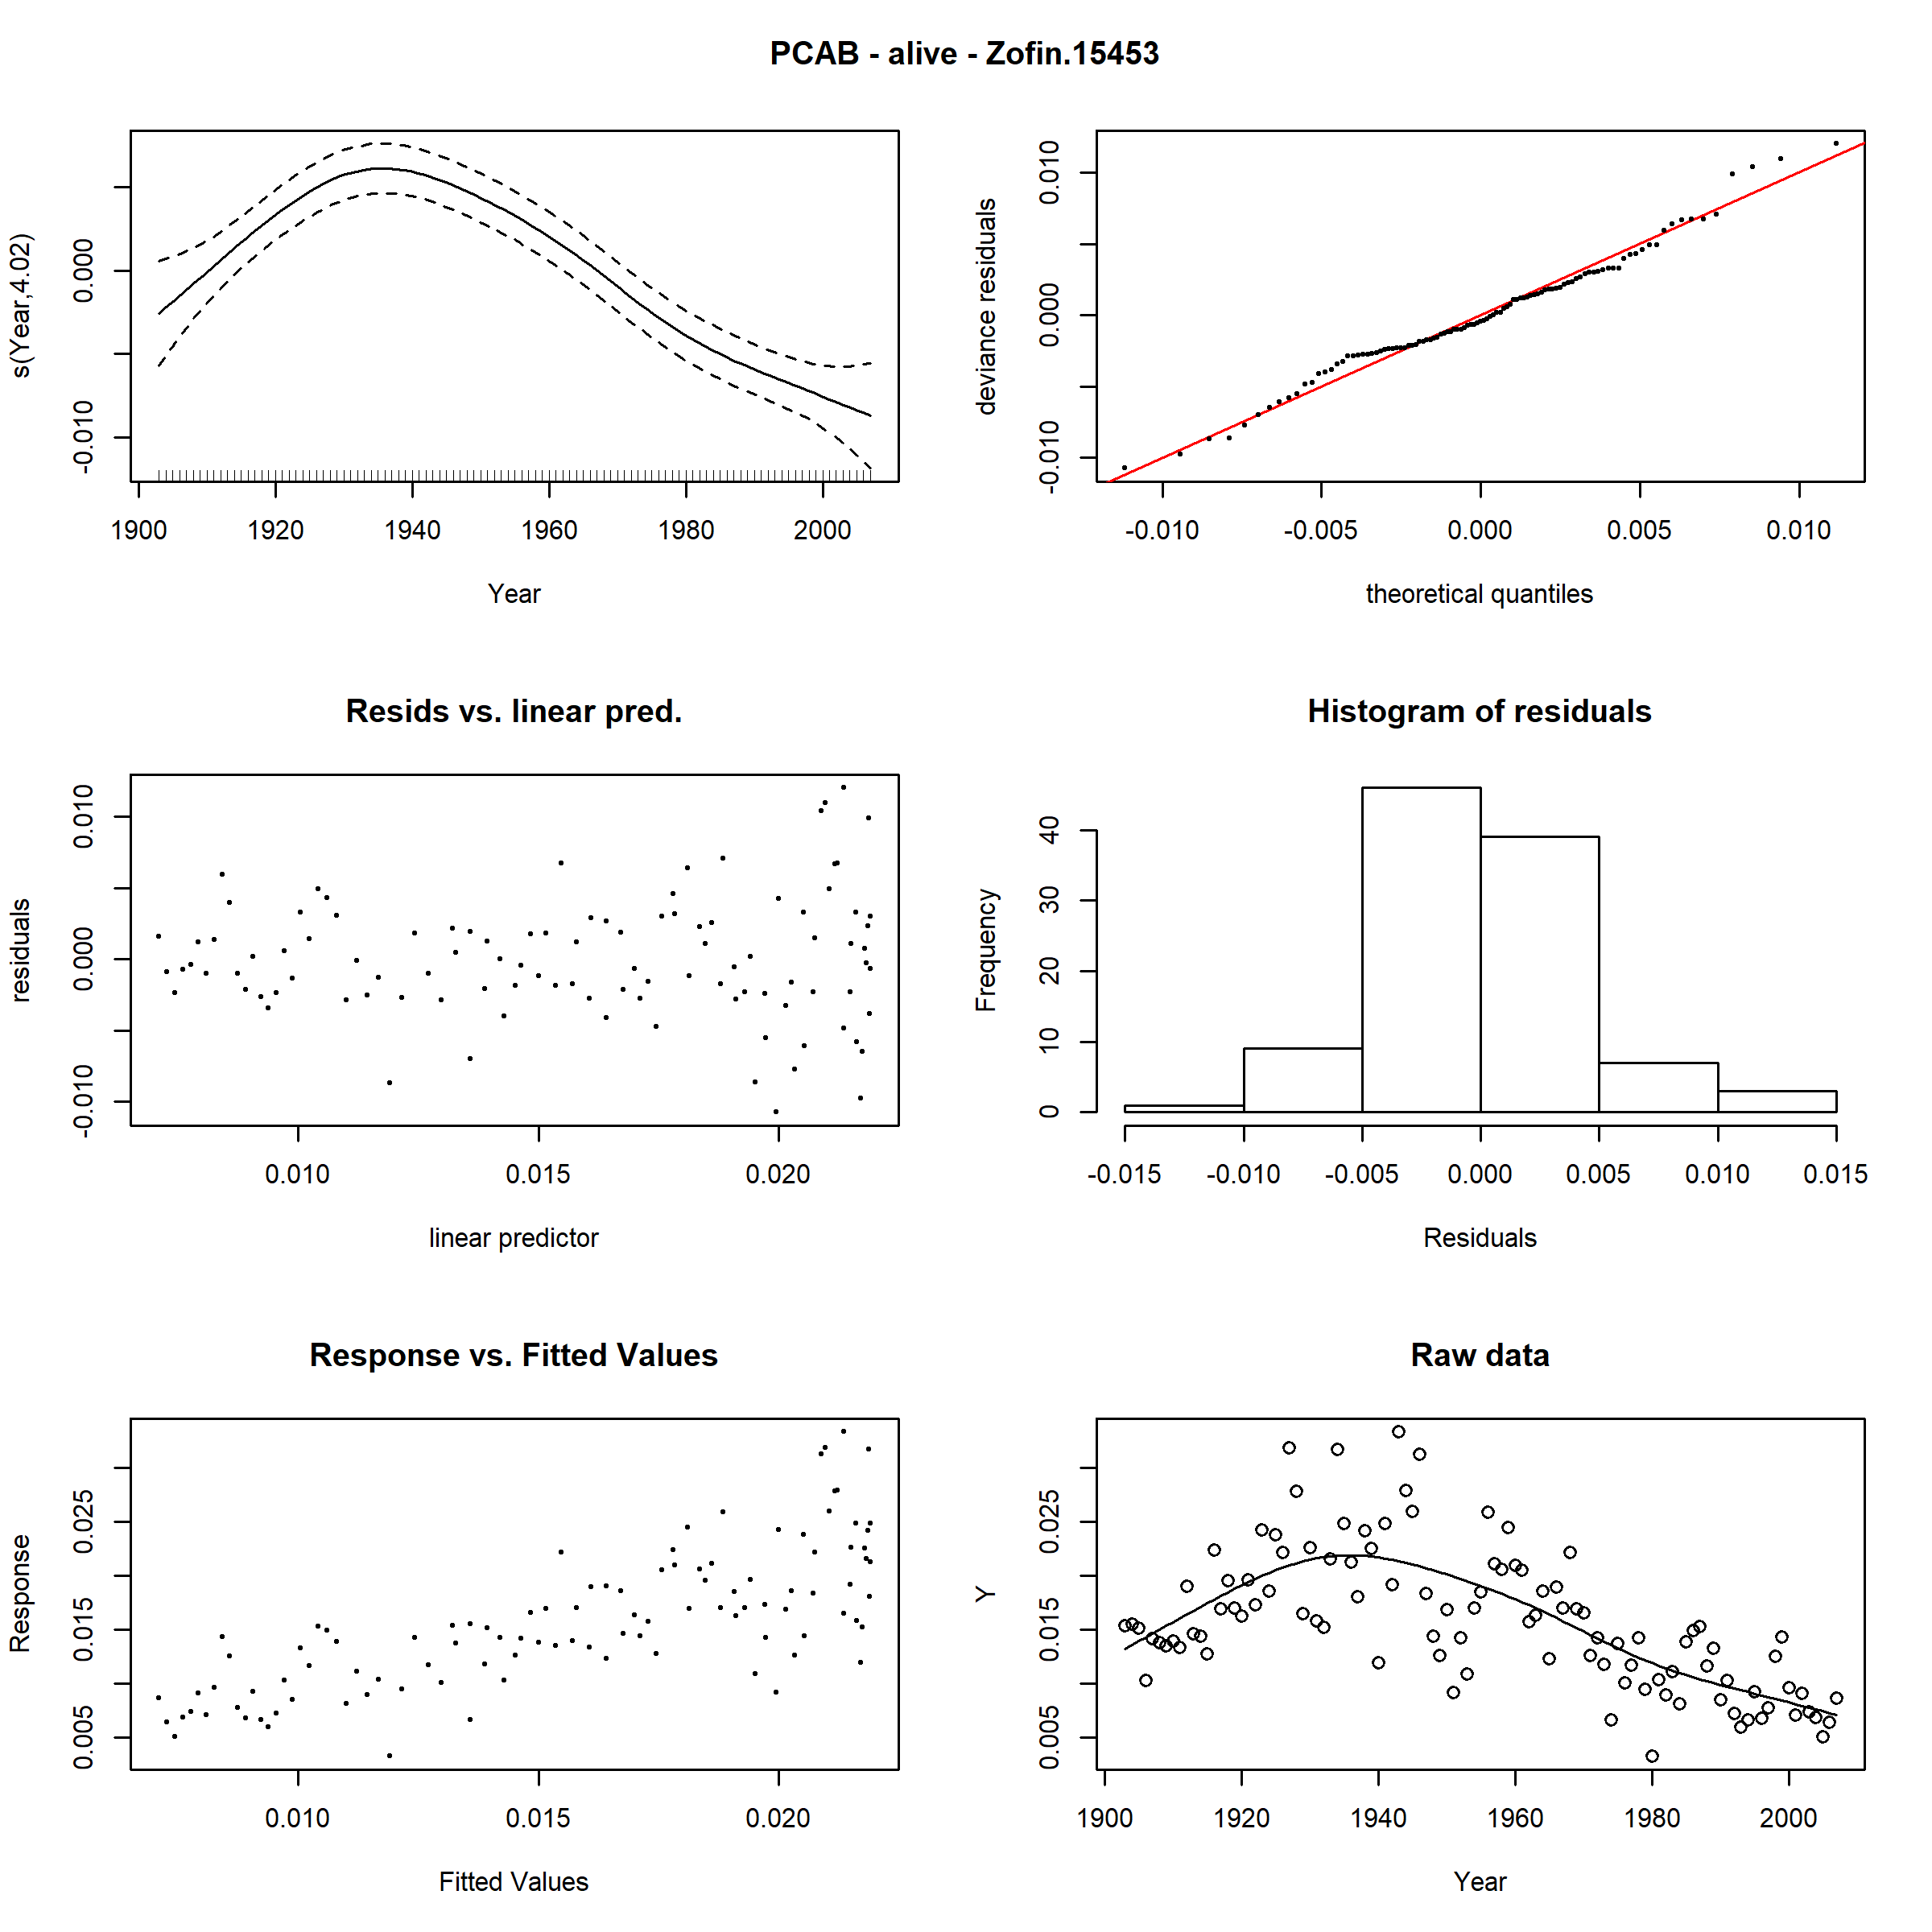 PCAB - alive - Zofin.15453
s(Year,4.02)
-0.010 0.000
1900 1920 1940 1960 1980 2000
Year
deviance residuals
-0.010 0.000 0.010
-0.010 -0.005 0.000 0.005 0.010
theoretical quantiles
Resids vs. linear pred.
residuals
-0.010 0.000 0.010
0.010 0.015 0.020
linear predictor
Histogram of residuals
Frequency
0 10 20 30 40
-0.015 -0.010 -0.005 0.000 0.005 0.010 0.015
Residuals
Response vs. Fitted Values
Response
0.005 0.015 0.025
0.010 0.015 0.020
Fitted Values
Raw data
Y
0.005 0.015 0.025
1900 1920 1940 1960 1980 2000
Year